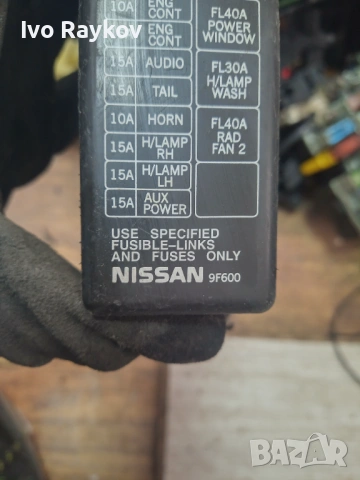 Ivo Raykov
10A ENG CONT
ENG CONT
15A AUDIO
15A TAIL
10A HORN
15A H/LAMP RH
15A H/LAMP LH
15A AUX POWER
FL40A POWER WINDOW
FL30A H/LAMP WASH
FL40A RAD FAN 2
USE SPECIFIED
FUSIBLE-LINKS
AND FUSES ONLY
NISSAN 9F600
BAZAR